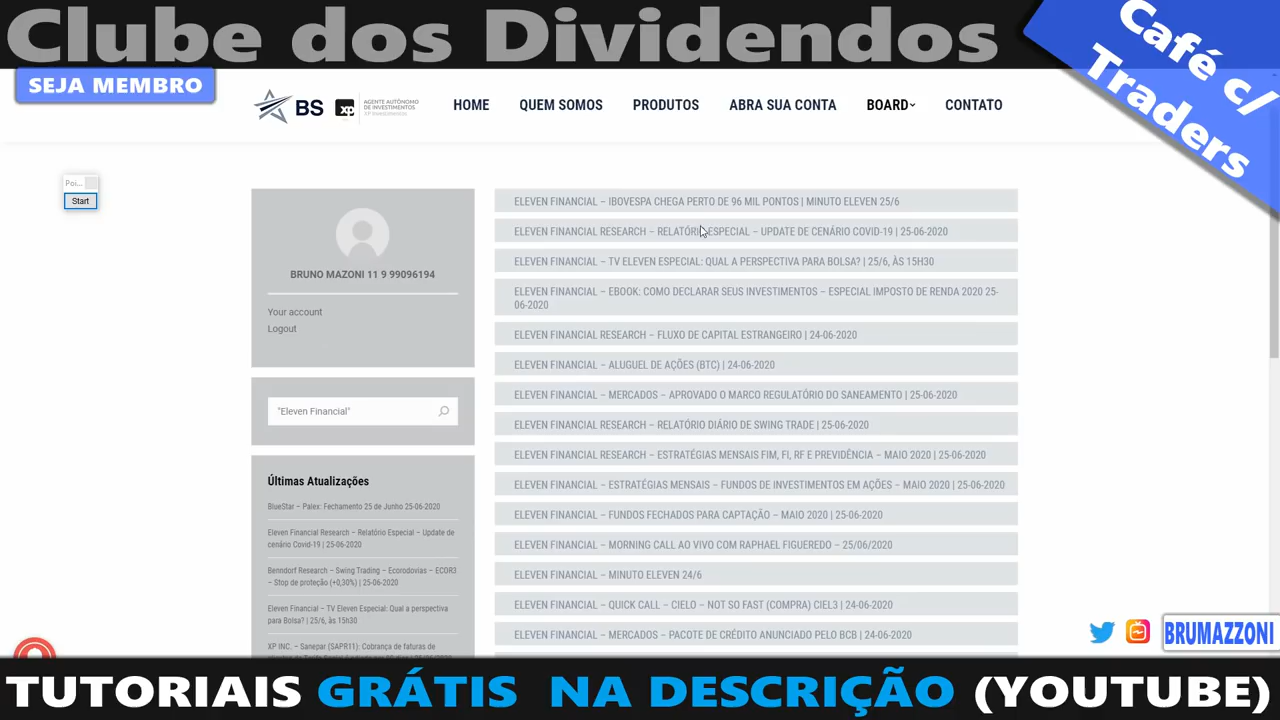 Clube dos Dividendos
Café c/
Traders
SEJA MEMBRO
BS
xp
AGENTE AUTÔNOMO
DE INVESTIMENTOS
XP Investimentos
HOME
QUEM SOMOS
PRODUTOS
ABRA SUA CONTA
BOARD
CONTATO
Poi...
Start
BRUNO MAZONI 11 9 99096194
Your account
Logout
"Eleven Financial"
Últimas Atualizações
BlueStar – Palex: Fechamento 25 de Junho 25-06-2020
Eleven Financial Research – Relatório Especial – Update de
cenário Covid-19 | 25-06-2020
Benndorf Research – Swing Trading – Ecorodovias – ECOR3
– Stop de proteção (+0,30%) | 25-06-2020
Eleven Financial – TV Eleven Especial: Qual a perspectiva
para Bolsa? | 25/6, às 15h30
XP INC. – Sanepar (SAPR11): Cobrança de faturas de
ELEVEN FINANCIAL – IBOVESPA CHEGA PERTO DE 96 MIL PONTOS | MINUTO ELEVEN 25/6
ELEVEN FINANCIAL RESEARCH – RELATÓRIO ESPECIAL – UPDATE DE CENÁRIO COVID-19 | 25-06-2020
ELEVEN FINANCIAL – TV ELEVEN ESPECIAL: QUAL A PERSPECTIVA PARA BOLSA? | 25/6, ÀS 15H30
ELEVEN FINANCIAL – EBOOK: COMO DECLARAR SEUS INVESTIMENTOS – ESPECIAL IMPOSTO DE RENDA 2020 25-
06-2020
ELEVEN FINANCIAL RESEARCH – FLUXO DE CAPITAL ESTRANGEIRO | 24-06-2020
ELEVEN FINANCIAL – ALUGUEL DE AÇÕES (BTC) | 24-06-2020
ELEVEN FINANCIAL – MERCADOS – APROVADO O MARCO REGULATÓRIO DO SANEAMENTO | 25-06-2020
ELEVEN FINANCIAL RESEARCH – RELATÓRIO DIÁRIO DE SWING TRADE | 25-06-2020
ELEVEN FINANCIAL RESEARCH – ESTRATÉGIAS MENSAIS FIM, FI, RF E PREVIDÊNCIA – MAIO 2020 | 25-06-2020
ELEVEN FINANCIAL – ESTRATÉGIAS MENSAIS – FUNDOS DE INVESTIMENTOS EM AÇÕES – MAIO 2020 | 25-06-2020
ELEVEN FINANCIAL – FUNDOS FECHADOS PARA CAPTAÇÃO – MAIO 2020 | 25-06-2020
ELEVEN FINANCIAL – MORNING CALL AO VIVO COM RAPHAEL FIGUEREDO – 25/06/2020
ELEVEN FINANCIAL – MINUTO ELEVEN 24/6
ELEVEN FINANCIAL – QUICK CALL – CIELO – NOT SO FAST (COMPRA) CIEL3 | 24-06-2020
ELEVEN FINANCIAL – MERCADOS – PACOTE DE CRÉDITO ANUNCIADO PELO BCB | 24-06-2020
BRUMAZZONI
TUTORIAIS GRÁTIS NA DESCRIÇÃO (YOUTUBE)